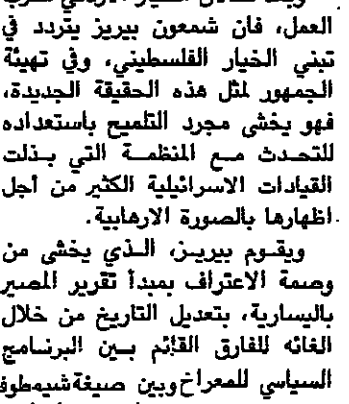 العمل، فان شمعون بيريز يتردد في
تبني الخيار الفلسطيني، وفي تهيئة
الجمهور لمثل هذه الحقيقة الجديدة،
فهو يخشى مجرد التلميح باستعداده
للتحدث مع المنظمة التي بذلت
القيادات الاسرائيلية الكثير من أجل
اظهارها بالصورة الارهابية.
ويقوم بيريز، الذي يخشى من
وصمة الاعتراف بمبدأ تقرير المصير
باليسارية، بتعديل التاريخ من خلال
الغائه للفارق القائم بين البرنامج
السياسي للمعراخ وبين صيغة شيمطوف